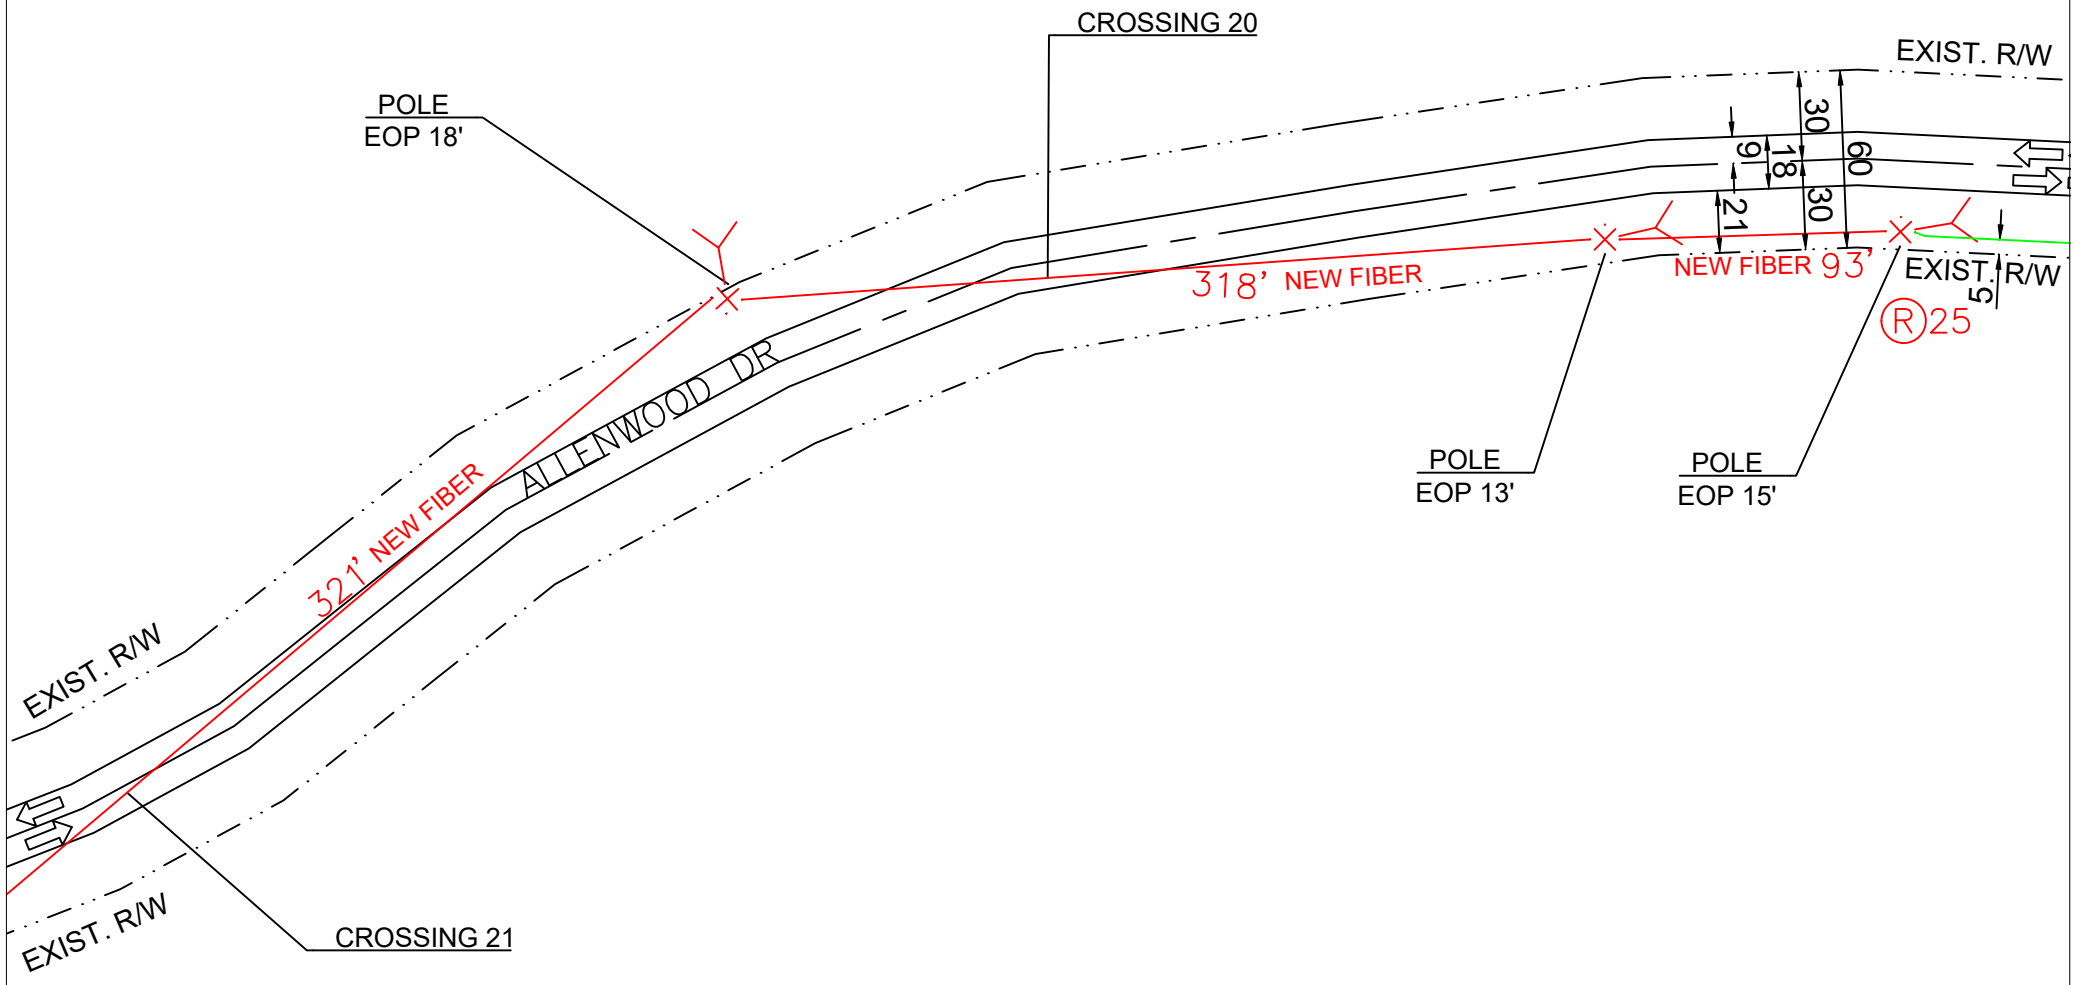 CROSSING 20
EXIST. R/W
POLE
EOP 18'
30
60
9
18
30
21
318' NEW FIBER
NEW FIBER 93'
EXIST. R/W
5'
R 25
ALLENWOOD DR
POLE
EOP 13'
POLE
EOP 15'
321' NEW FIBER
EXIST. R/W
EXIST. R/W
CROSSING 21